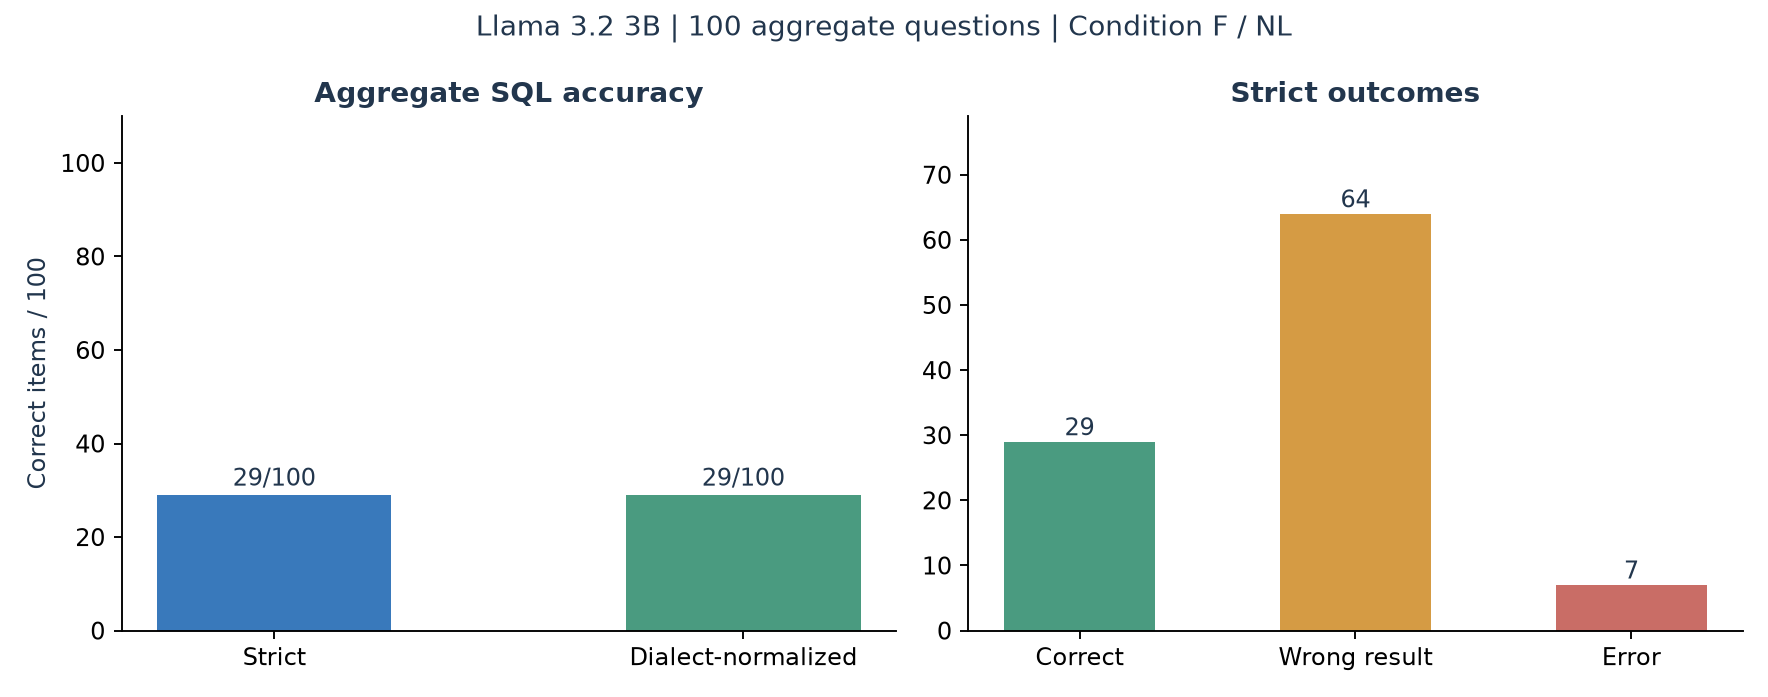 Llama 3.2 3B | 100 aggregate questions | Condition F / NL
Aggregate SQL accuracy
Correct items / 100
100
80
60
40
20
0
29/100
29/100
Strict
Dialect-normalized
Strict outcomes
70
60
50
40
30
20
10
0
29
64
7
Correct
Wrong result
Error